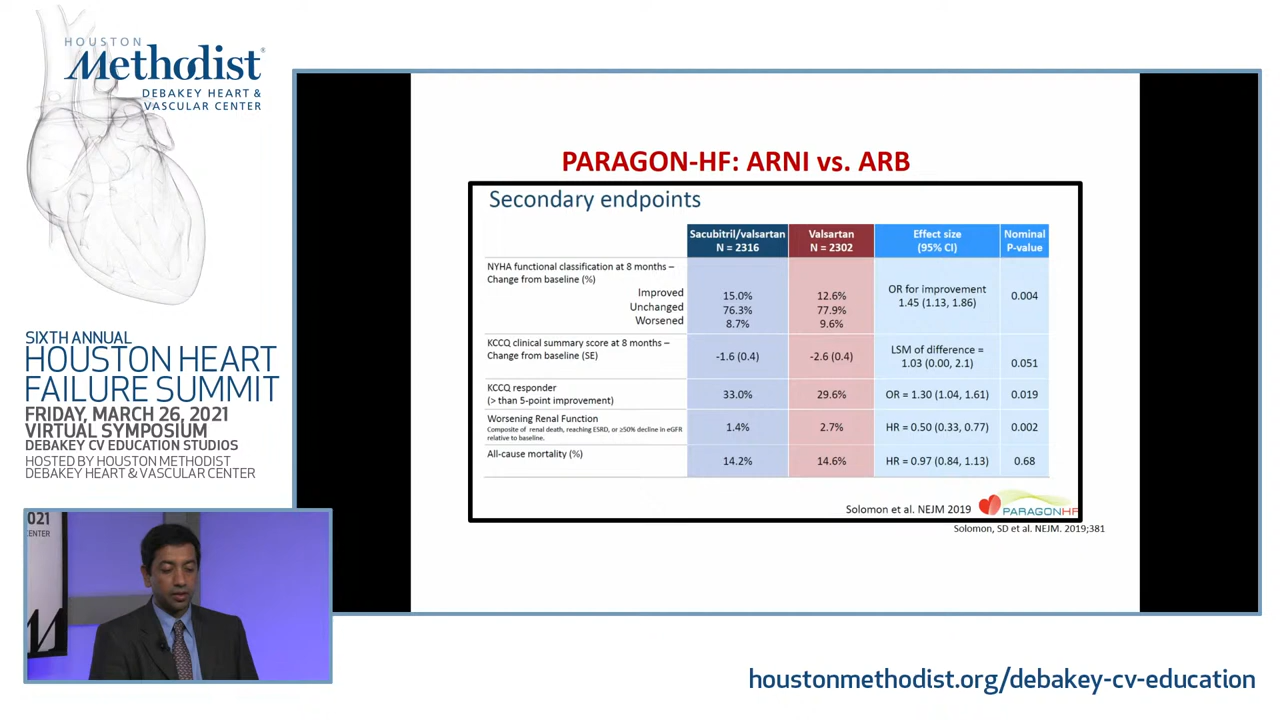 HOUSTON
Methodist®
DEBAKEY HEART &
VASCULAR CENTER
SIXTH ANNUAL
HOUSTON HEART
FAILURE SUMMIT
FRIDAY, MARCH 26, 2021
VIRTUAL SYMPOSIUM
DEBAKEY CV EDUCATION STUDIOS
HOSTED BY HOUSTON METHODIST
DEBAKEY HEART & VASCULAR CENTER
PARAGON-HF: ARNI vs. ARB
Secondary endpoints
Sacubitril/valsartan Valsartan Effect size Nominal
N = 2316 N = 2302 (95% CI) P-value
NYHA functional classification at 8 months –
Change from baseline (%)
Improved 15.0% 12.6% OR for improvement 0.004
Unchanged 76.3% 77.9% 1.45 (1.13, 1.86)
Worsened 8.7% 9.6%
KCCQ clinical summary score at 8 months – LSM of difference =
Change from baseline (SE) -1.6 (0.4) -2.6 (0.4) 1.03 (0.00, 2.1) 0.051
KCCQ responder
(> than 5-point improvement) 33.0% 29.6% OR = 1.30 (1.04, 1.61) 0.019
Worsening Renal Function
Composite of renal death, reaching ESRD, or ≥50% decline in eGFR 1.4% 2.7% HR = 0.50 (0.33, 0.77) 0.002
relative to baseline.
All-cause mortality (%) 14.2% 14.6% HR = 0.97 (0.84, 1.13) 0.68
Solomon et al. NEJM 2019 PARAGONHF
Solomon, SD et al. NEJM. 2019;381
021
CENTER
houstonmethodist.org/debakey-cv-education